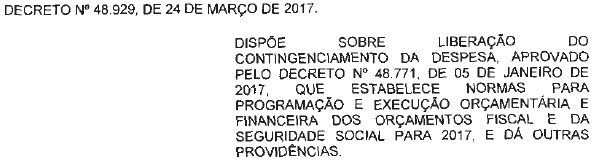 DECRETO Nº 48.929, DE 24 DE MARÇO DE 2017.
DISPÕE SOBRE LIBERAÇÃO DO
CONTINGENCIAMENTO DA DESPESA, APROVADO
PELO DECRETO Nº 48.771, DE 05 DE JANEIRO DE
2017, QUE ESTABELECE NORMAS PARA
PROGRAMAÇÃO E EXECUÇÃO ORÇAMENTÁRIA E
FINANCEIRA DOS ORÇAMENTOS FISCAL E DA
SEGURIDADE SOCIAL PARA 2017, E DÁ OUTRAS
PROVIDÊNCIAS.